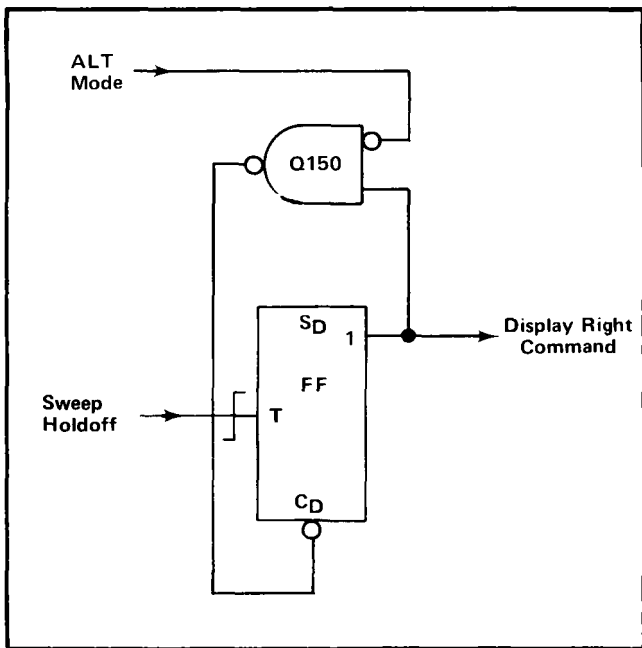 ALT
Mode
Q150
SD
1
Display Right
Command
FF
Sweep
Holdoff
T
CD